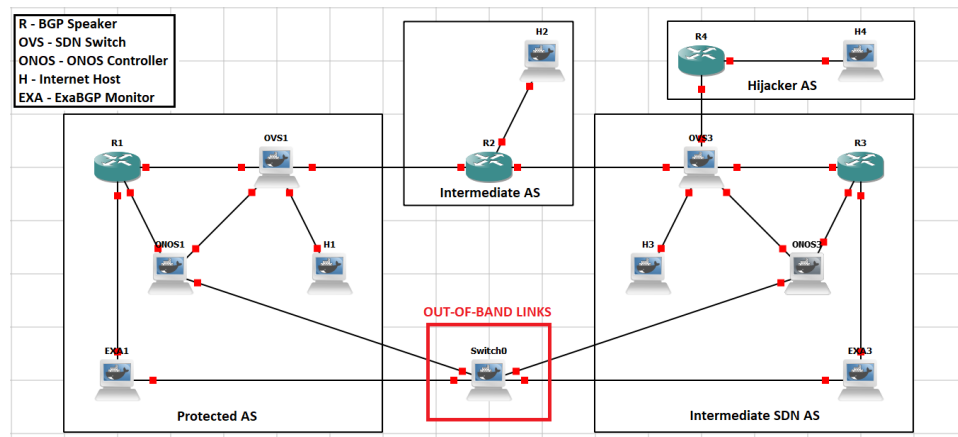 R - BGP Speaker
OVS - SDN Switch
ONOS - ONOS Controller
H - Internet Host
EXA - ExaBGP Monitor
H2
R4
H4
Hijacker AS
R1
OVS1
R2
OVS3
R3
Intermediate AS
ONOS1
H1
H3
ONOS3
OUT-OF-BAND LINKS
EXA1
Switch0
EXA3
Protected AS
Intermediate SDN AS